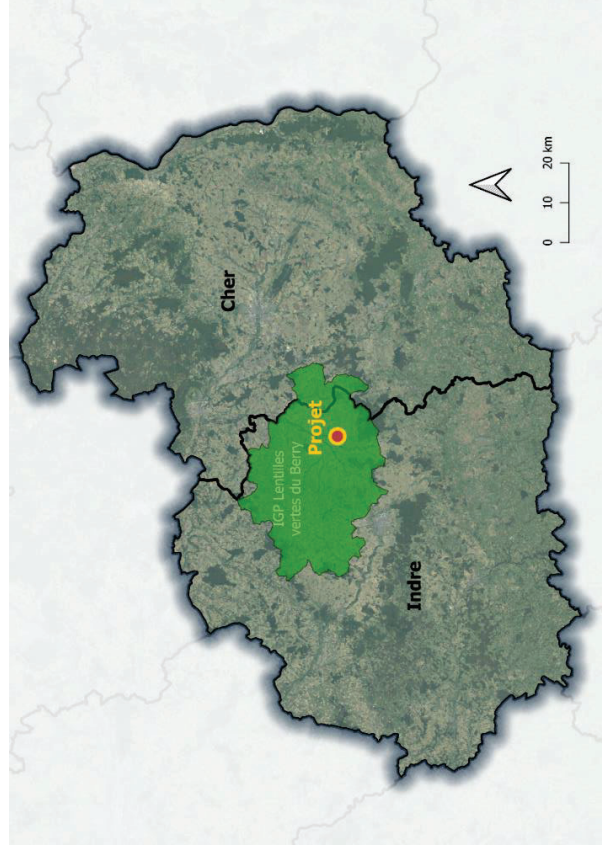 Cher
IGP Lentilles
vertes du Berry
Projet
Indre
0 10 20 km